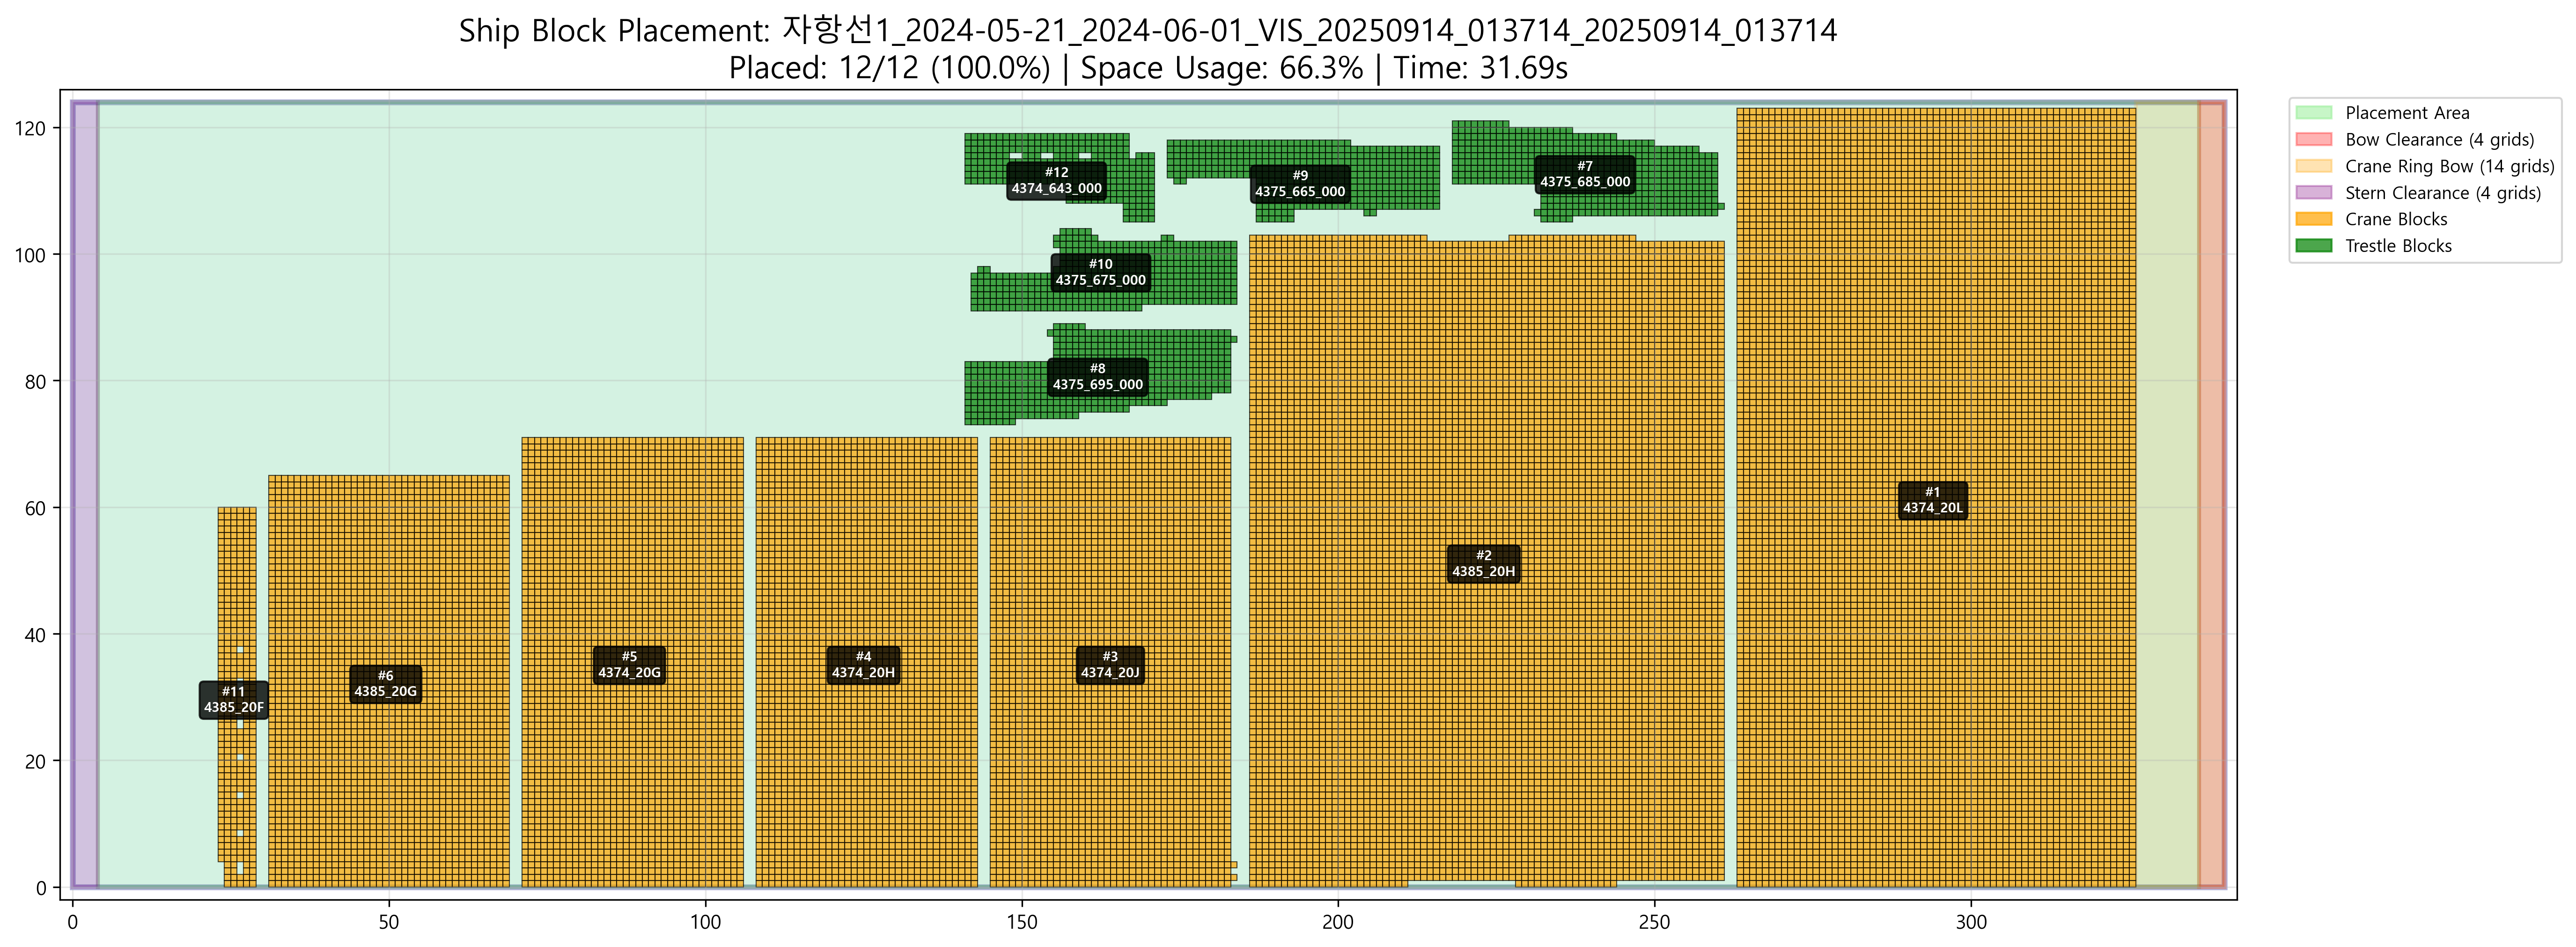 Ship Block Placement: 자항선1_2024-05-21_2024-06-01_VIS_20250914_013714_20250914_013714
Placed: 12/12 (100.0%) | Space Usage: 66.3% | Time: 31.69s
Placement Area
Bow Clearance (4 grids)
Crane Ring Bow (14 grids)
Stern Clearance (4 grids)
Crane Blocks
Trestle Blocks
#12
4374_643_000
#9
4375_665_000
#7
4375_685_000
#10
4375_675_000
#8
4375_695_000
#1
4374_20L
#2
4385_20H
#3
4374_20J
#4
4374_20H
#5
4374_20G
#6
4385_20G
#11
4385_20F
120
100
80
60
40
20
0
0 50 100 150 200 250 300